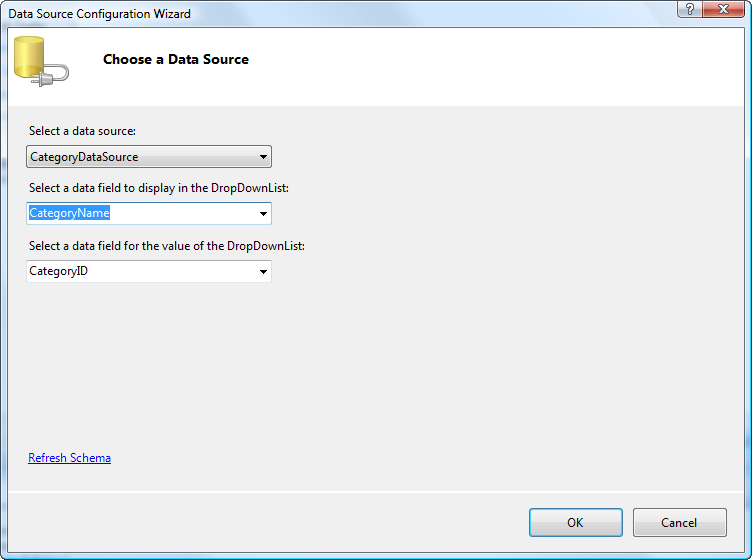 Data Source Configuration Wizard
?
Choose a Data Source
Select a data source:
CategoryDataSource
Select a data field to display in the DropDownList:
CategoryName
Select a data field for the value of the DropDownList:
CategoryID
Refresh Schema
OK
Cancel